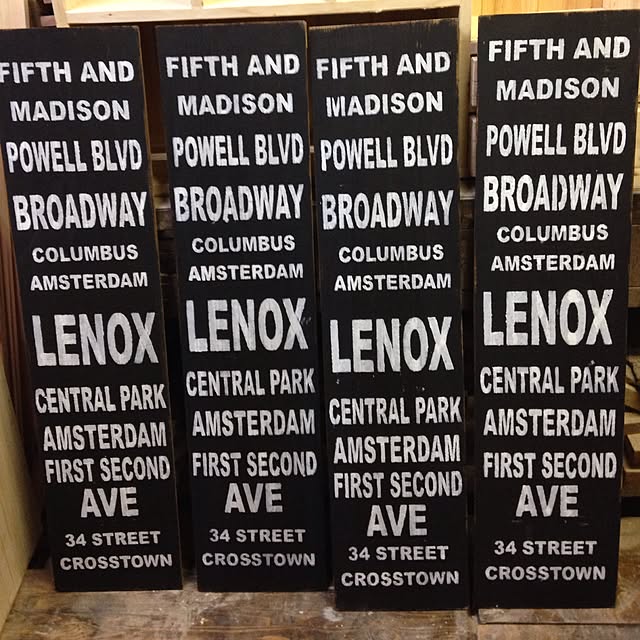 FIFTH AND
MADISON
POWELL BLVD
BROADWAY
COLUMBUS
AMSTERDAM
LENOX
CENTRAL PARK
AMSTERDAM
FIRST SECOND
AVE
34 STREET
CROSSTOWN
FIFTH AND
MADISON
POWELL BLVD
BROADWAY
COLUMBUS
AMSTERDAM
LENOX
CENTRAL PARK
AMSTERDAM
FIRST SECOND
AVE
34 STREET
CROSSTOWN
FIFTH AND
MADISON
POWELL BLVD
BROADWAY
COLUMBUS
AMSTERDAM
LENOX
CENTRAL PARK
AMSTERDAM
FIRST SECOND
AVE
34 STREET
CROSSTOWN
FIFTH AND
MADISON
POWELL BLVD
BROADWAY
COLUMBUS
AMSTERDAM
LENOX
CENTRAL PARK
AMSTERDAM
FIRST SECOND
AVE
34 STREET
CROSSTOWN